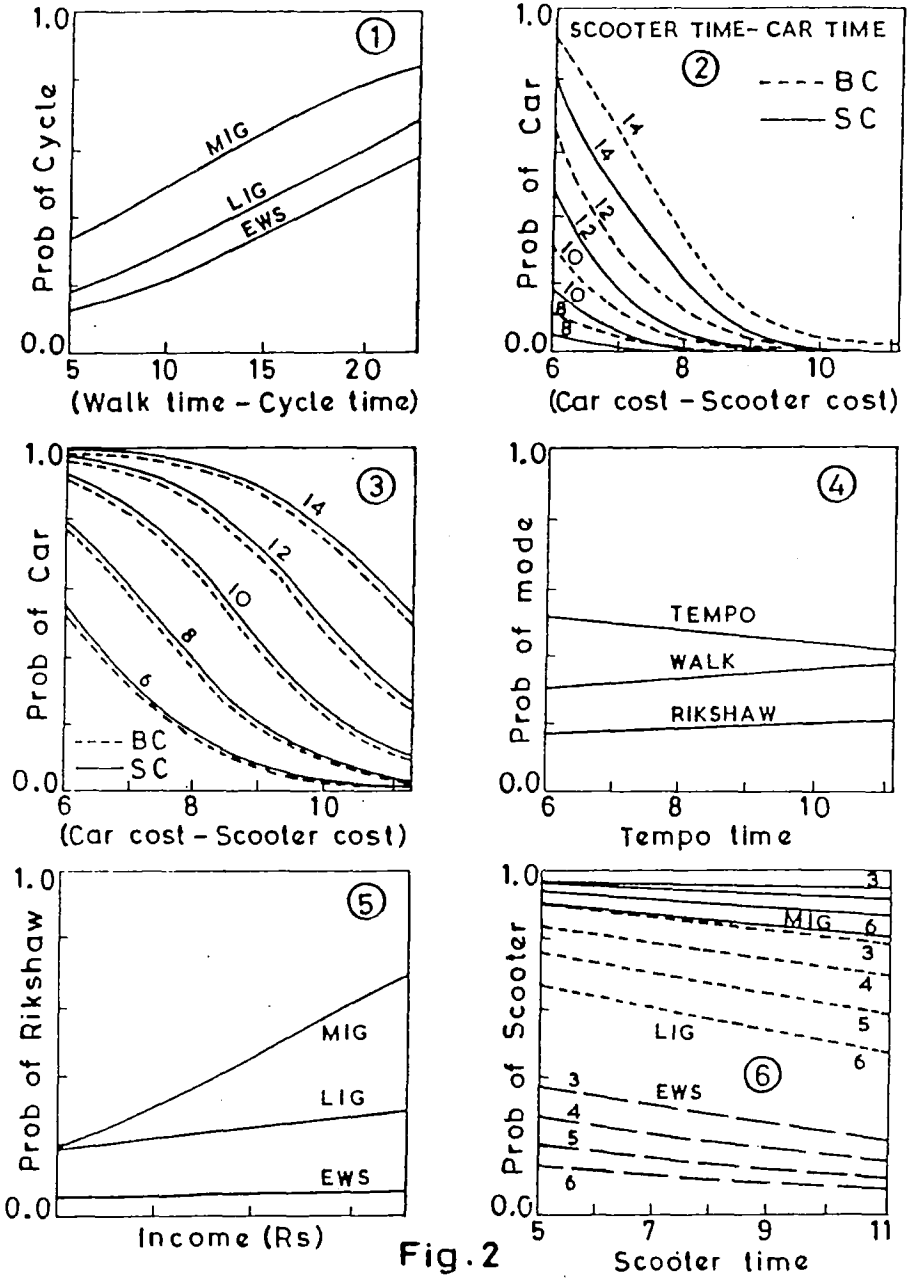 1.0
①
Prob of Cycle
MIG
LIG
EWS
0.0
5 10 15 20
(Walk time - Cycle time)
1.0
SCOOTER TIME- CAR TIME
②
---- BC
— SC
Prob of Car
14
14
12
12
10
10
8
8
0.0
6 8 10
(Car cost - Scooter cost)
1.0
③
Prob of Car
14
12
10
8
6
---- BC
— SC
0.0
6 8 10
(Car cost - Scooter cost)
1.0
④
Prob of mode
TEMPO
WALK
RIKSHAW
0.0
6 8 10
Tempo time
1.0
⑤
Prob of Rikshaw
MIG
LIG
EWS
0.0
Income (Rs)
1.0
3
MIG 6
Prob of Scooter
3
4
5
LIG
6
⑥
3 EWS
4
5
6
0.0
5 7 9 11
Scooter time
Fig.2